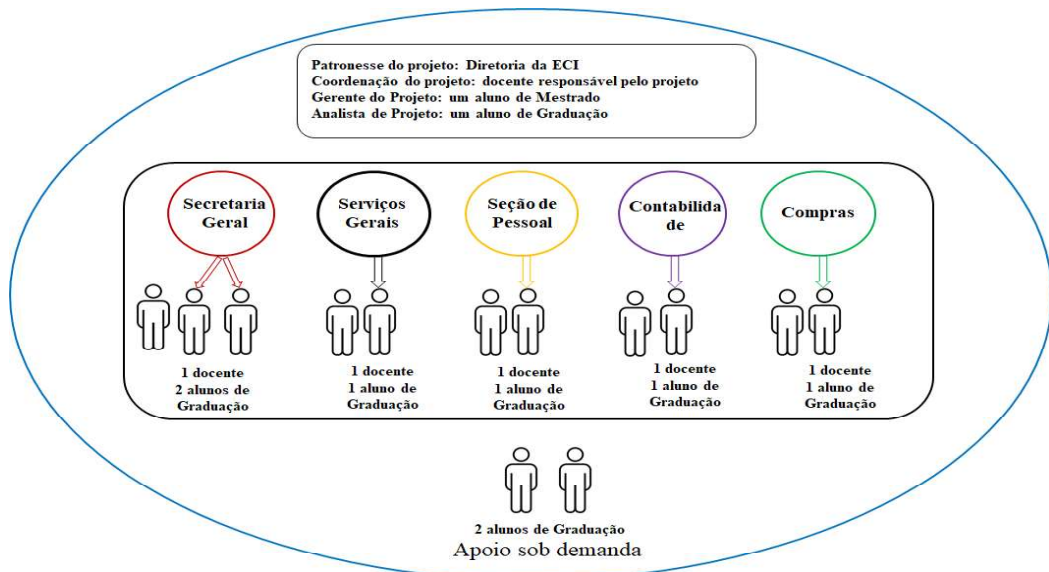 Patronesse do projeto: Diretoria da ECI
Coordenação do projeto: docente responsável pelo projeto
Gerente do Projeto: um aluno de Mestrado
Analista de Projeto: um aluno de Graduação
Secretaria
Geral
Serviços
Gerais
Seção de
Pessoal
Contabilida
de
Compras
1 docente
2 alunos de
Graduação
1 docente
1 aluno de
Graduação
1 docente
1 aluno de
Graduação
1 docente
1 aluno de
Graduação
1 docente
1 aluno de
Graduação
2 alunos de Graduação
Apoio sob demanda